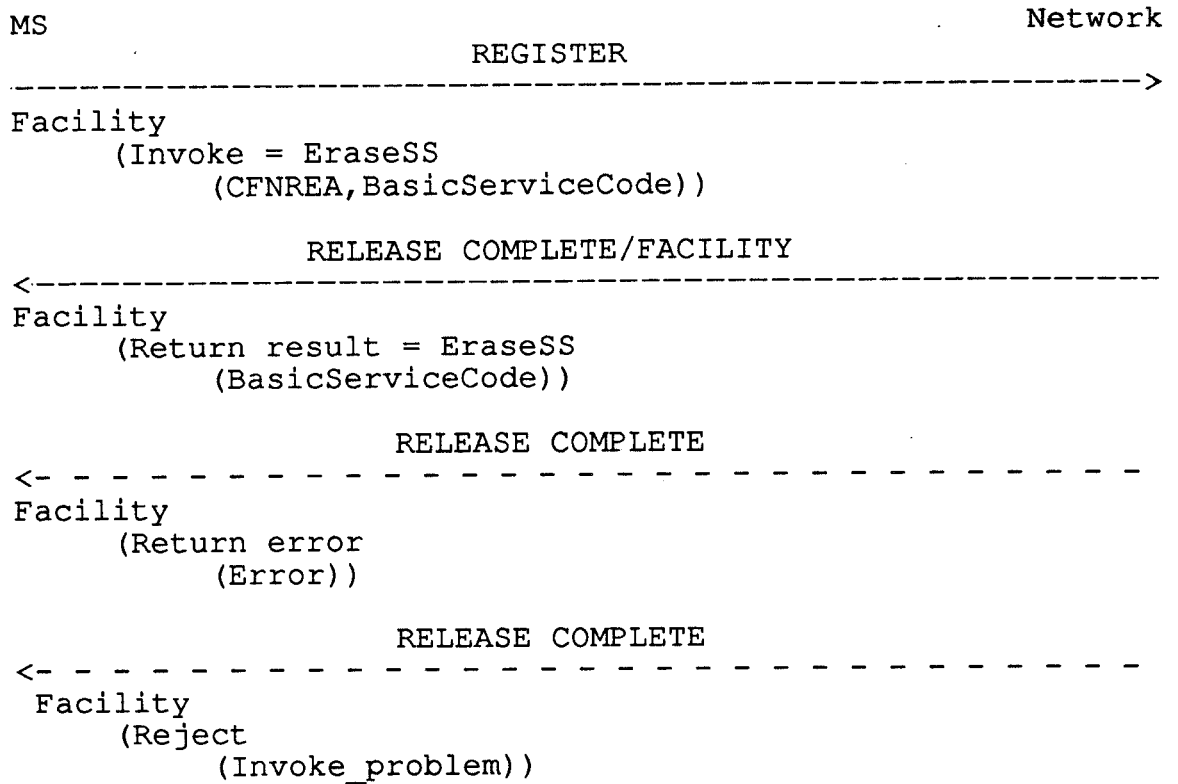 MS Network
REGISTER
------------------------------------------------------------>
Facility
(Invoke = EraseSS
(CFNREA,BasicServiceCode))
RELEASE COMPLETE/FACILITY
<------------------------------------------------------------
Facility
(Return result = EraseSS
(BasicServiceCode))
RELEASE COMPLETE
<- - - - - - - - - - - - - - - - - - - - - - - - - - - - -
Facility
(Return error
(Error))
RELEASE COMPLETE
<- - - - - - - - - - - - - - - - - - - - - - - - - - - - -
Facility
(Reject
(Invoke_problem))